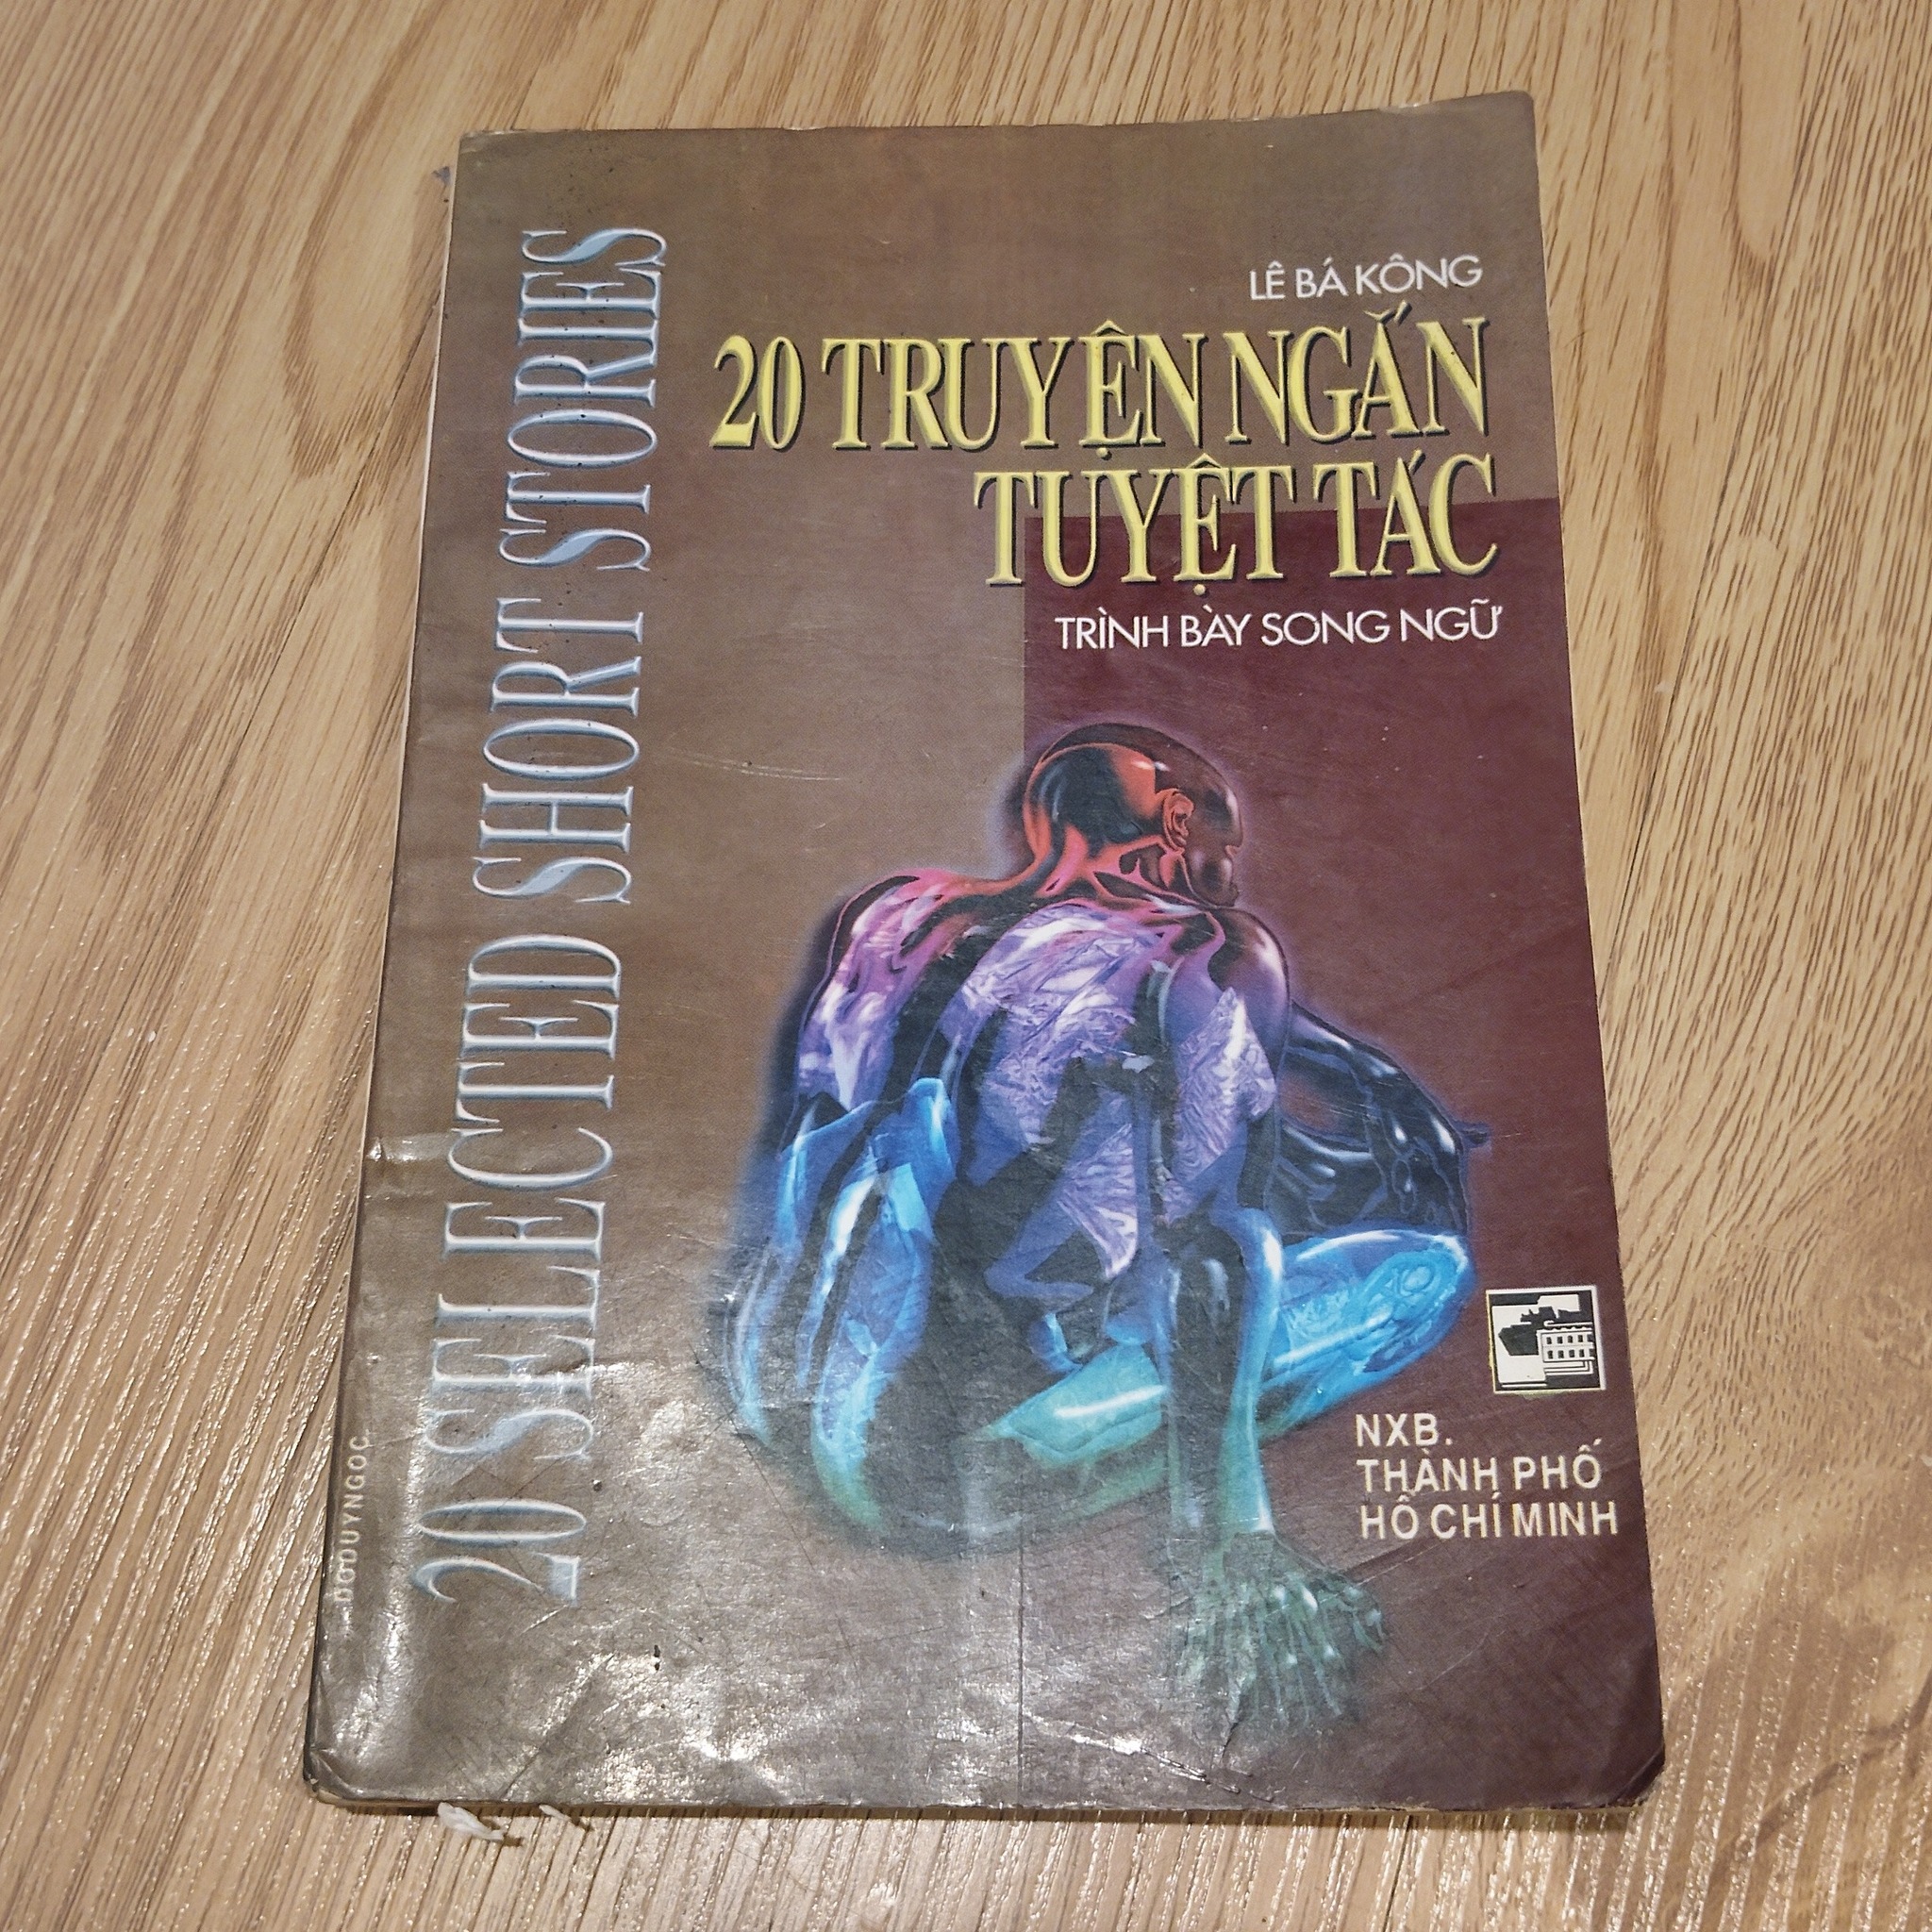 LÊ BÁ KÔNG
20 TRUYỆN NGẮN
TUYỆT TÁC
TRÌNH BÀY SONG NGỮ
20 SELECTED SHORT STORIES
NXB.
THÀNH PHỐ
HỒ CHÍ MINH
DODUYNGOC